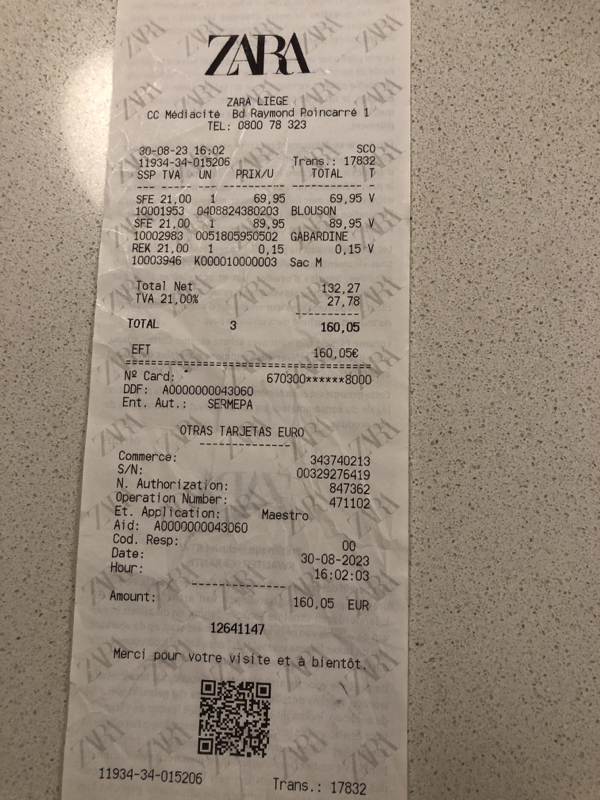 ZARA
ZARA LIEGE
CC Médiacité Bd Raymond Poincarré 1
TEL: 0800 78 323
30-08-23 16:02 SCO
11934-34-015206 Trans.: 17832
SSP TVA UN PRIX/U TOTAL T
SFE 21,00 1 69,95 69,95 V
10001953 0408824380203 BLOUSON
SFE 21,00 1 89,95 89,95 V
10002983 0051805950502 GABARDINE
REK 21,00 1 0,15 0,15 V
10003946 K000010000003 Sac M
Total Net 132,27
TVA 21,00% 27,78
TOTAL 3 160,05
EFT 160,05€
Nº Card: 670300******8000
DDF: A0000000043060
Ent. Aut.: SERMEPA
OTRAS TARJETAS EURO
Commerce: 343740213
S/N: 00329276419
N. Authorization: 847362
Operation Number: 471102
Et. Application: Maestro
Aid: A0000000043060
Cod. Resp: 00
Date: 30-08-2023
Hour: 16:02:03
Amount: 160,05 EUR
12641147
Merci pour votre visite et à bientôt.
11934-34-015206 Trans.: 17832